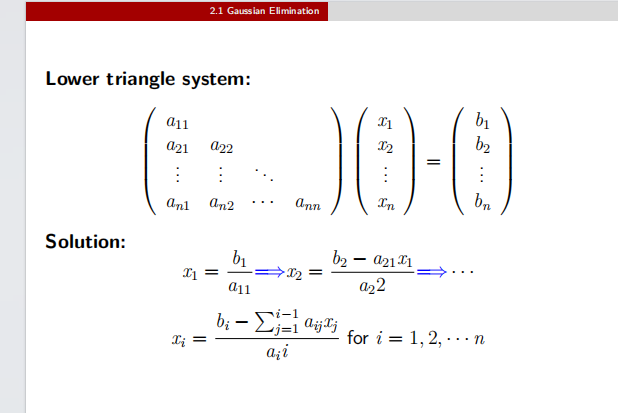 2.1 Gaussian Elimination
Lower triangle system:
$\begin{pmatrix} a_{11} & & & \\ a_{21} & a_{22} & & \\ \vdots & \vdots & \ddots & \\ a_{n1} & a_{n2} & \cdots & a_{nn} \end{pmatrix} \begin{pmatrix} x_1 \\ x_2 \\ \vdots \\ x_n \end{pmatrix} = \begin{pmatrix} b_1 \\ b_2 \\ \vdots \\ b_n \end{pmatrix}$
Solution:
$x_1 = \frac{b_1}{a_{11}} \Longrightarrow x_2 = \frac{b_2 - a_{21}x_1}{a_2 2} \Longrightarrow \cdots$
$x_i = \frac{b_i - \sum_{j=1}^{i-1} a_{ij}x_j}{a_i i}$ for $i = 1, 2, \cdots n$